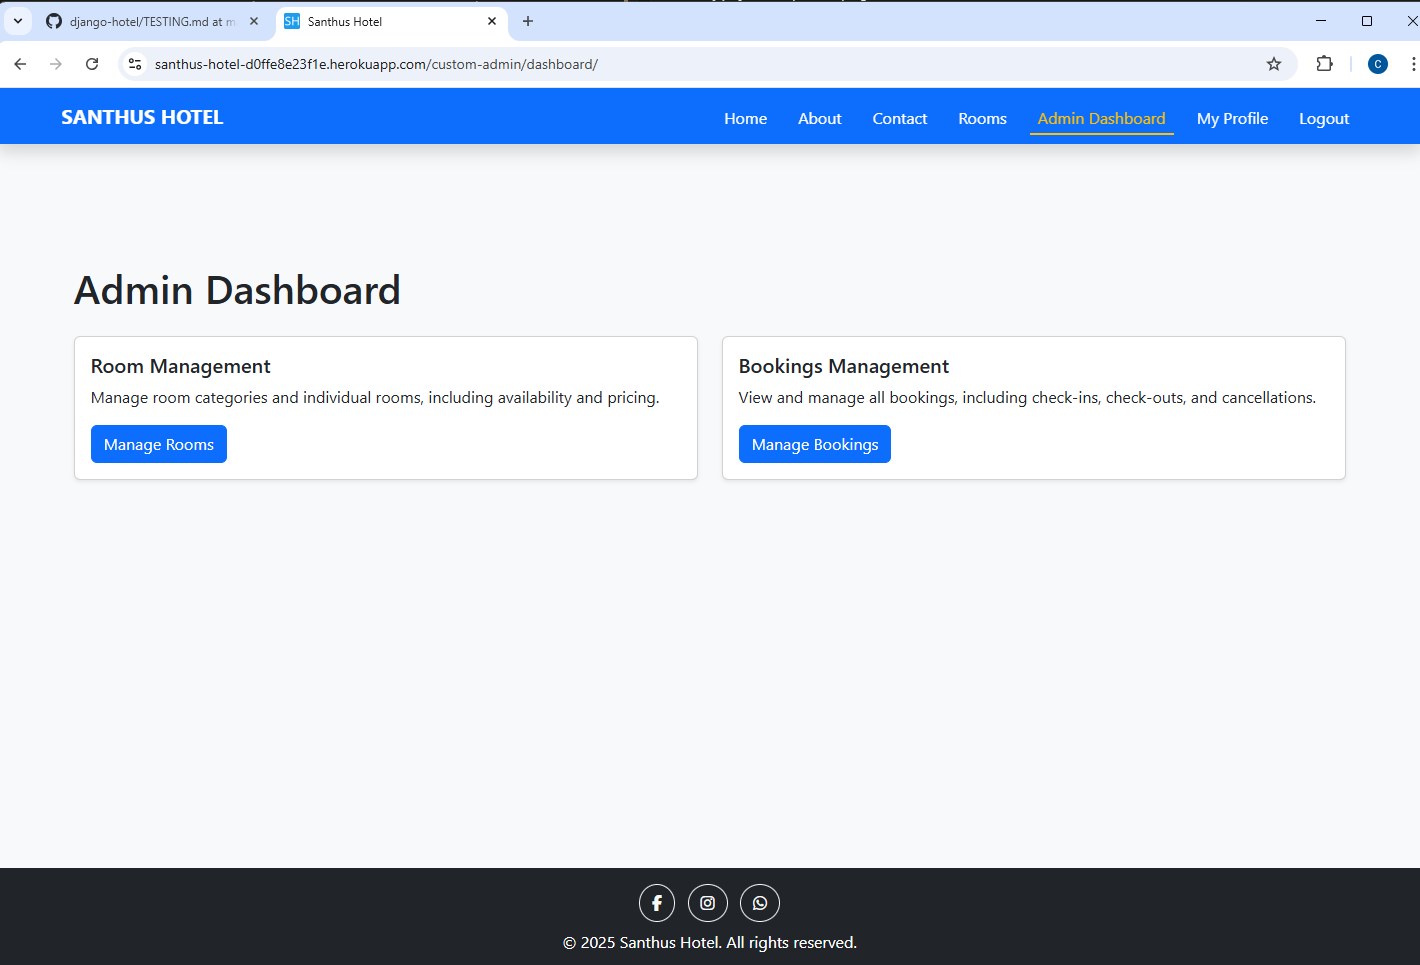 django-hotel/TESTING.md at m
SH Santhus Hotel
santhus-hotel-d0ffe8e23f1e.herokuapp.com/custom-admin/dashboard/
C
SANTHUS HOTEL
Home About Contact Rooms Admin Dashboard My Profile Logout
Admin Dashboard
Room Management
Manage room categories and individual rooms, including availability and pricing.
Manage Rooms
Bookings Management
View and manage all bookings, including check-ins, check-outs, and cancellations.
Manage Bookings
© 2025 Santhus Hotel. All rights reserved.